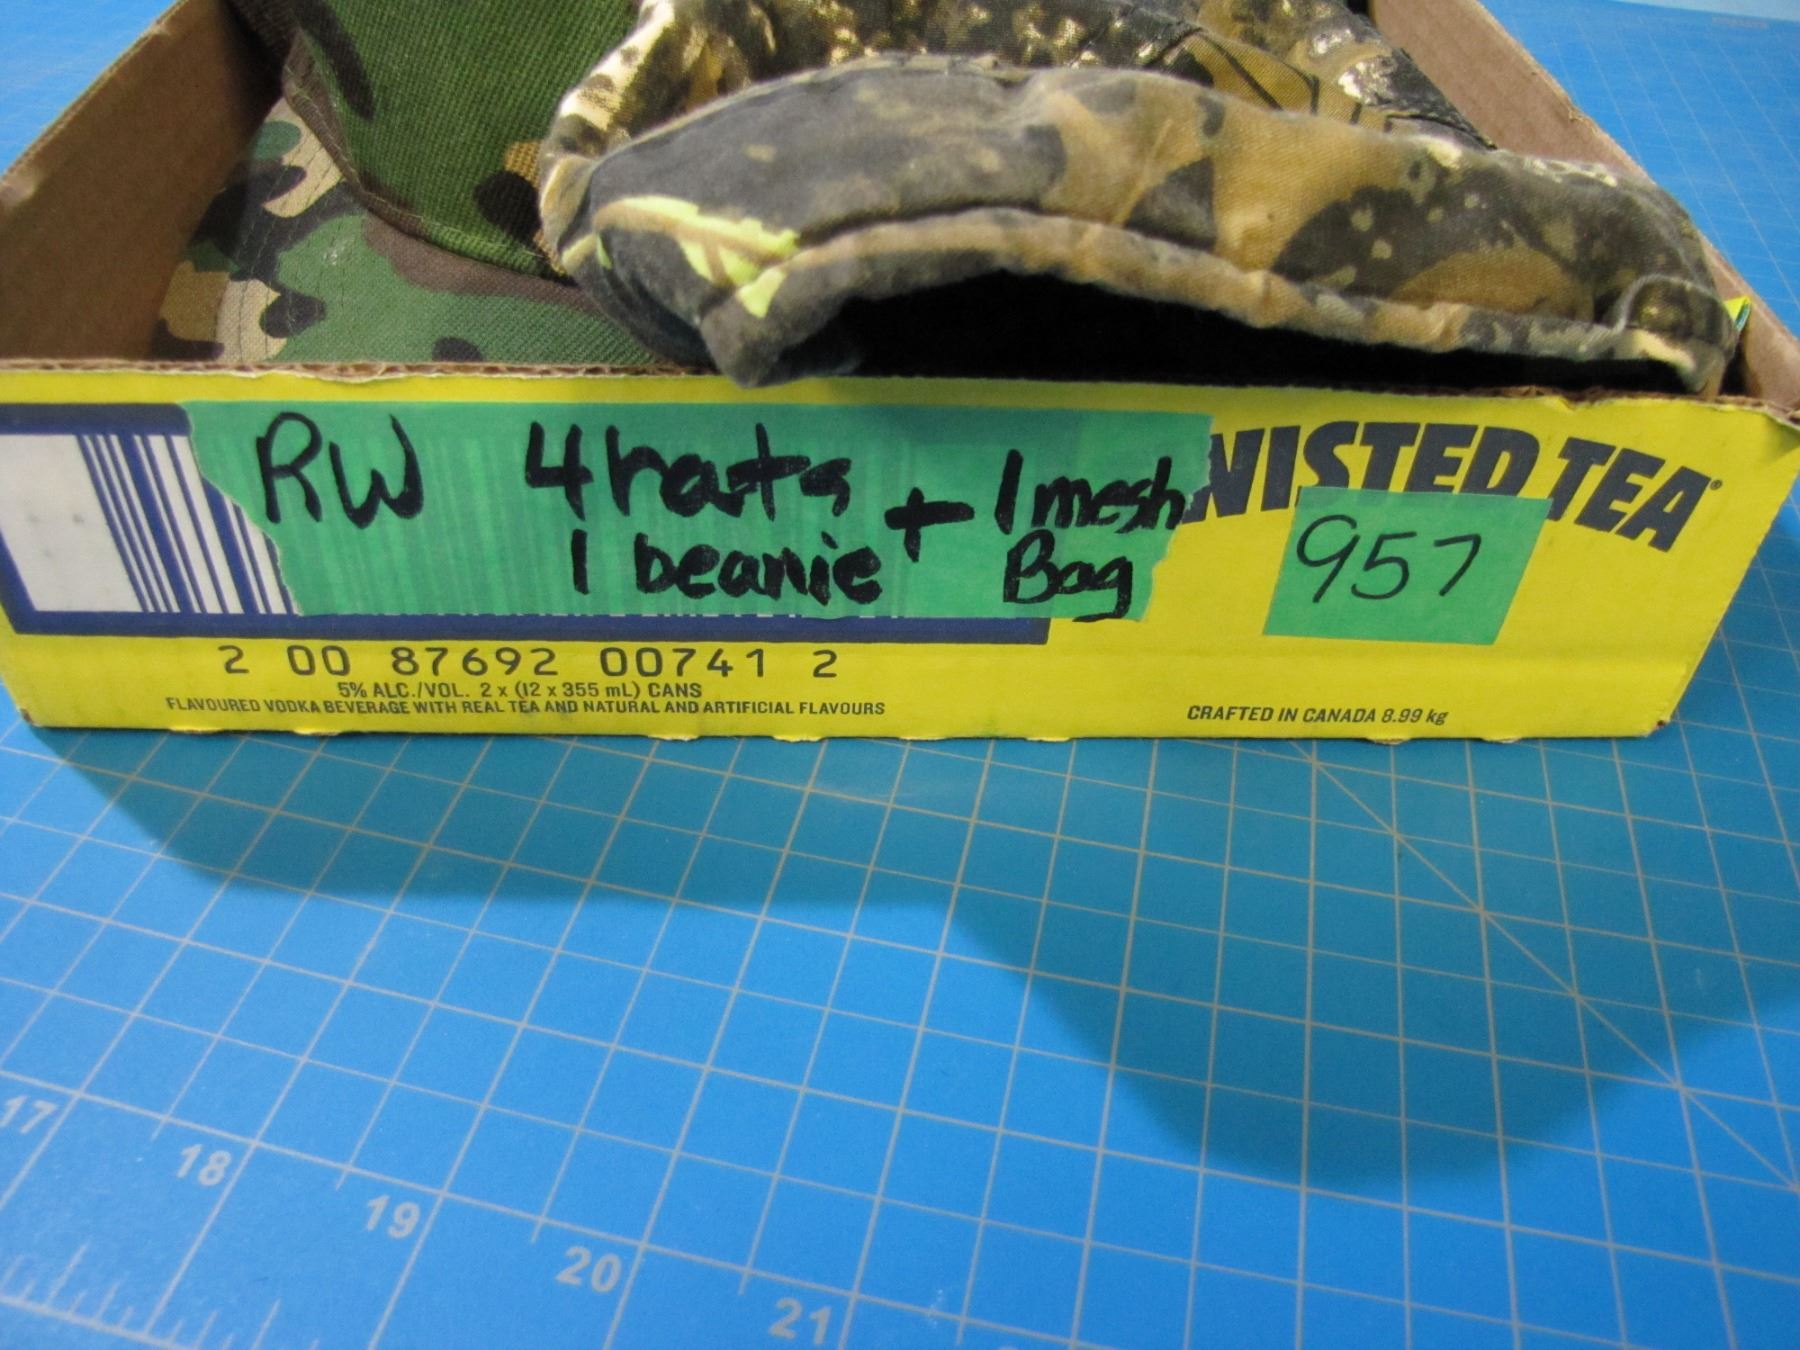 RW 4 hats + 1 mesh
1 beanie Bag
NISTED TEA
957
2 00 87692 00741 2
5% ALC./VOL. 2 x (12 x 355 mL) CANS
FLAVOURED VODKA BEVERAGE WITH REAL TEA AND NATURAL AND ARTIFICIAL FLAVOURS
CRAFTED IN CANADA 8.99 kg
17
18
19
20
21